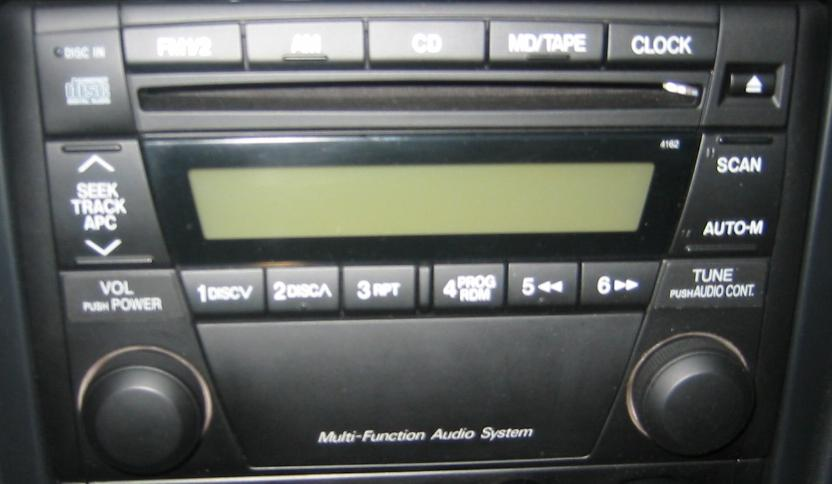 FM1/2 AM CD MD/TAPE CLOCK
DISC IN
disc
4162
SEEK
TRACK
APC
SCAN
AUTO-M
VOL
PUSH POWER
1 DISC∨ 2 DISC∧ 3 RPT 4 PROG RDM 5 ◀◀ 6 ▶▶
TUNE
PUSH AUDIO CONT.
Multi-Function Audio System